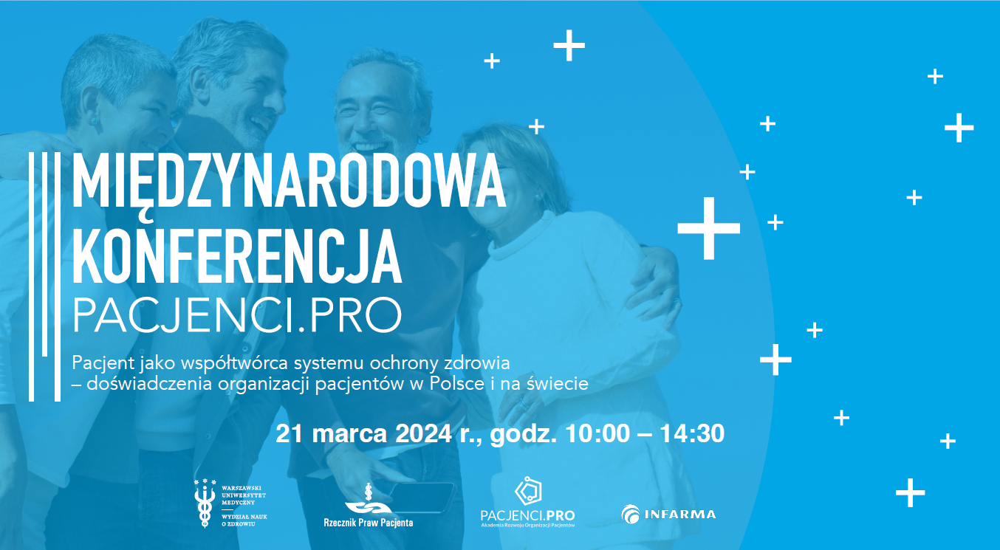 MIĘDZYNARODOWA
KONFERENCJA
PACJENCI.PRO
Pacjent jako współtwórca systemu ochrony zdrowia
– doświadczenia organizacji pacjentów w Polsce i na świecie
21 marca 2024 r., godz. 10:00 – 14:30
WARSZAWSKI
UNIWERSYTET
MEDYCZNY
WYDZIAŁ NAUK
O ZDROWIU
Rzecznik Praw Pacjenta
PACJENCI.PRO
Akademia Rozwoju Organizacji Pacjentów
INFARMA